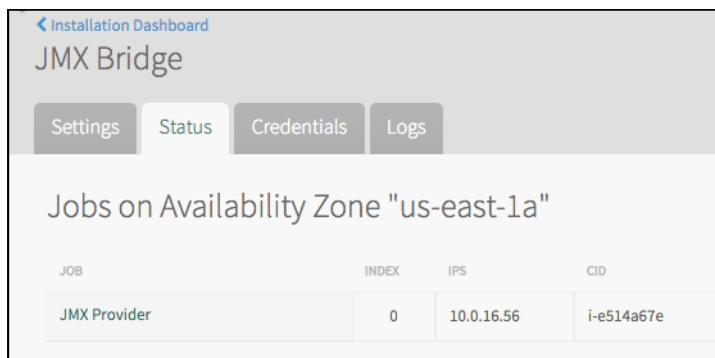 Installation Dashboard
JMX Bridge
Settings Status Credentials Logs
Jobs on Availability Zone "us-east-1a"
JOB INDEX IPS CID
JMX Provider 0 10.0.16.56 i-e514a67e